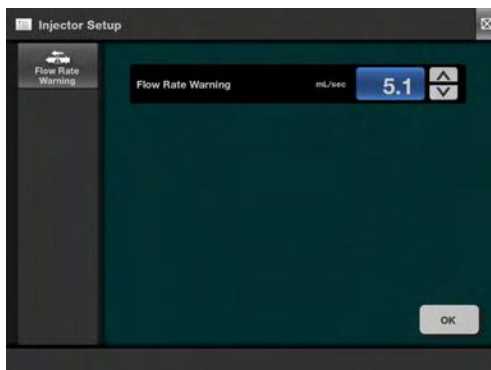 Injector Setup
Flow Rate
Warning
Flow Rate Warning mL/sec 5.1
OK